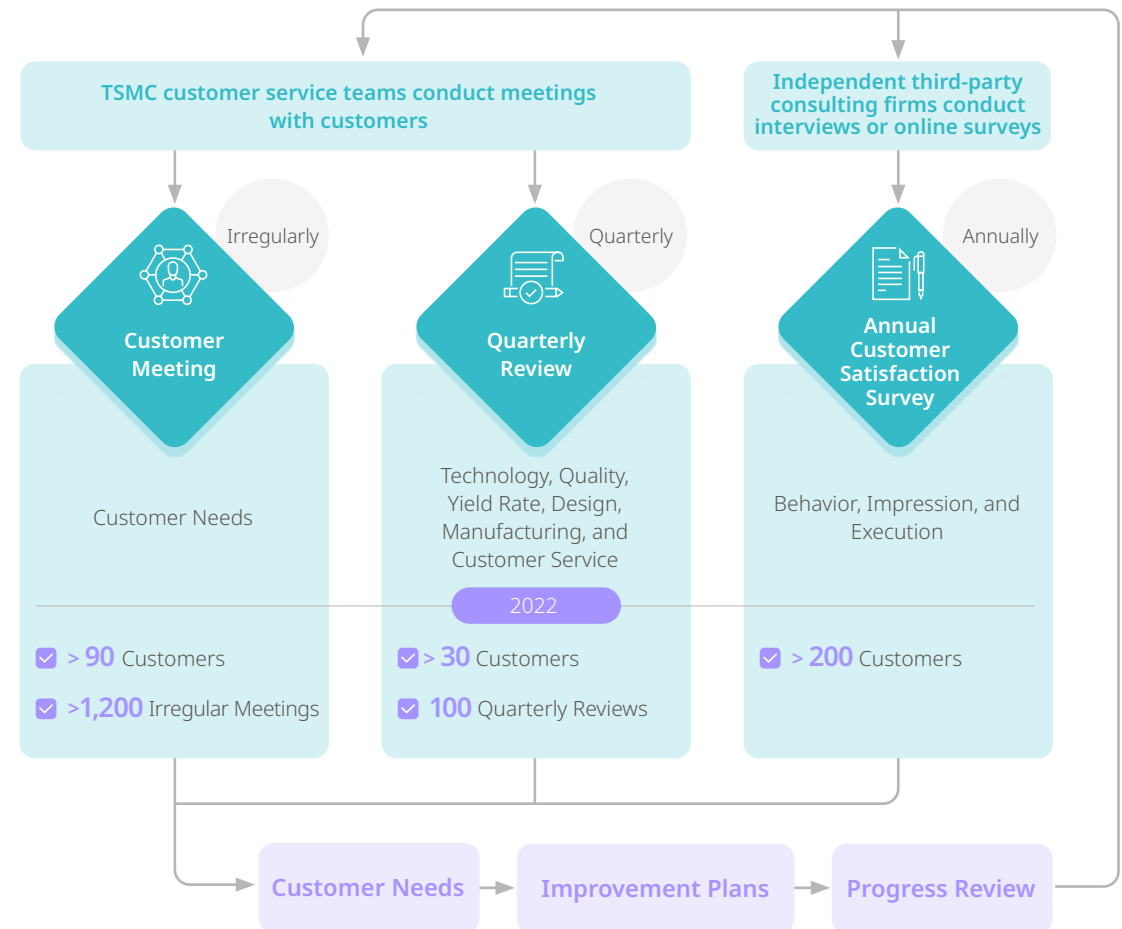 TSMC customer service teams conduct meetings
with customers
Independent third-party
consulting firms conduct
interviews or online surveys
Irregularly
Customer
Meeting
Customer Needs
> 90 Customers
>1,200 Irregular Meetings
Quarterly
Quarterly
Review
Technology, Quality,
Yield Rate, Design,
Manufacturing, and
Customer Service
2022
> 30 Customers
100 Quarterly Reviews
Annually
Annual
Customer
Satisfaction
Survey
Behavior, Impression, and
Execution
> 200 Customers
Customer Needs
Improvement Plans
Progress Review